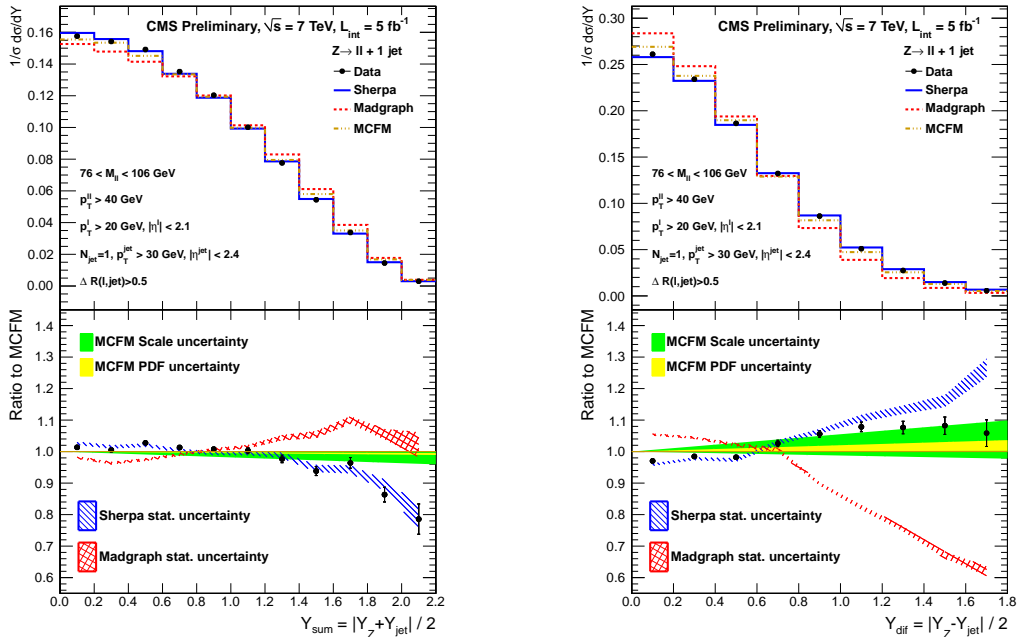 CMS Preliminary, √s = 7 TeV, L_int = 5 fb⁻¹
1/σ dσ/dY
Z→ ll + 1 jet
Data
Sherpa
Madgraph
MCFM
76 < M_ll < 106 GeV
p_T^ll > 40 GeV
p_T^l > 20 GeV, |η^l| < 2.1
N_jet=1, p_T^jet > 30 GeV, |η^jet| < 2.4
Δ R(l,jet)>0.5
0.16
0.14
0.12
0.10
0.08
0.06
0.04
0.02
0.00
Ratio to MCFM
MCFM Scale uncertainty
MCFM PDF uncertainty
Sherpa stat. uncertainty
Madgraph stat. uncertainty
1.4
1.3
1.2
1.1
1.0
0.9
0.8
0.7
0.6
0.0 0.2 0.4 0.6 0.8 1.0 1.2 1.4 1.6 1.8 2.0 2.2
Y_sum = |Y_Z+Y_jet| / 2
CMS Preliminary, √s = 7 TeV, L_int = 5 fb⁻¹
1/σ dσ/dY
Z→ ll + 1 jet
Data
Sherpa
Madgraph
MCFM
76 < M_ll < 106 GeV
p_T^ll > 40 GeV
p_T^l > 20 GeV, |η^l| < 2.1
N_jet=1, p_T^jet > 30 GeV, |η^jet| < 2.4
Δ R(l,jet)>0.5
0.30
0.25
0.20
0.15
0.10
0.05
0.00
Ratio to MCFM
MCFM Scale uncertainty
MCFM PDF uncertainty
Sherpa stat. uncertainty
Madgraph stat. uncertainty
1.4
1.3
1.2
1.1
1.0
0.9
0.8
0.7
0.6
0.0 0.2 0.4 0.6 0.8 1.0 1.2 1.4 1.6 1.8
Y_dif = |Y_Z-Y_jet| / 2